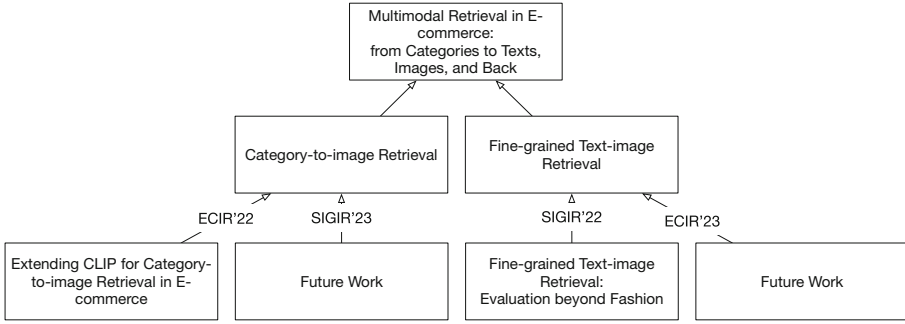 Multimodal Retrieval in E-
commerce:
from Categories to Texts,
Images, and Back
Category-to-image Retrieval
Fine-grained Text-image
Retrieval
ECIR'22
SIGIR'23
SIGIR'22
ECIR'23
Extending CLIP for Category-
to-image Retrieval in E-
commerce
Future Work
Fine-grained Text-image
Retrieval:
Evaluation beyond Fashion
Future Work